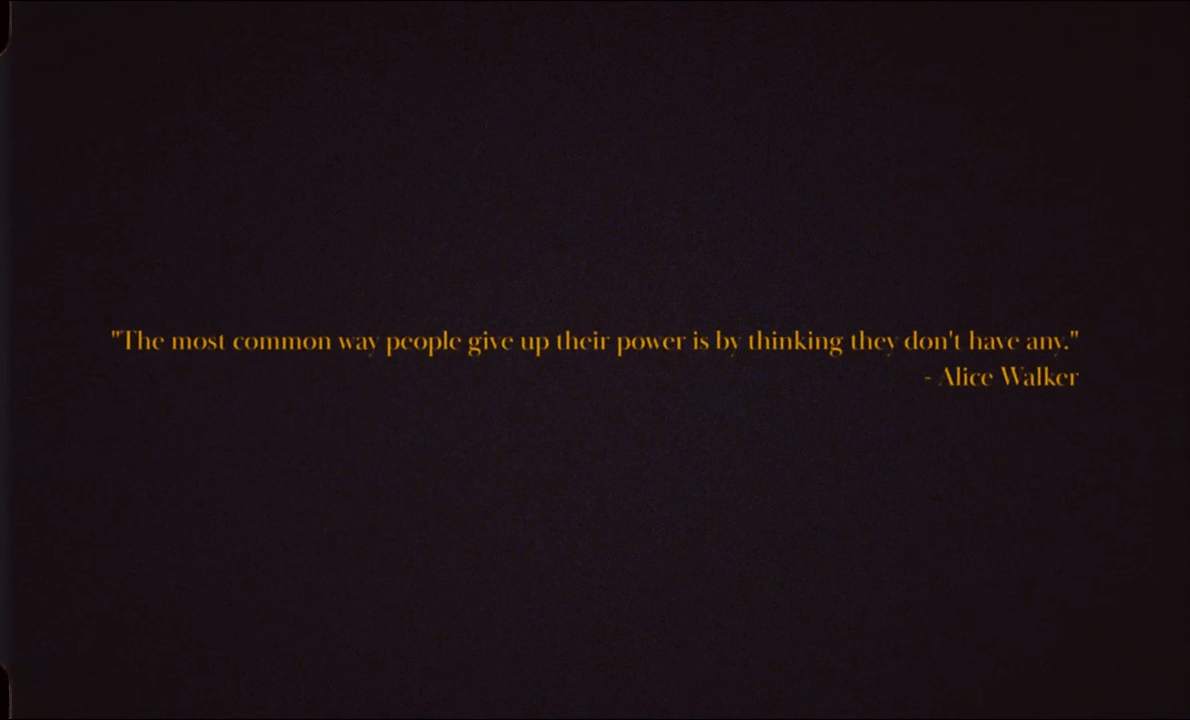 "The most common way people give up their power is by thinking they don't have any."
- Alice Walker